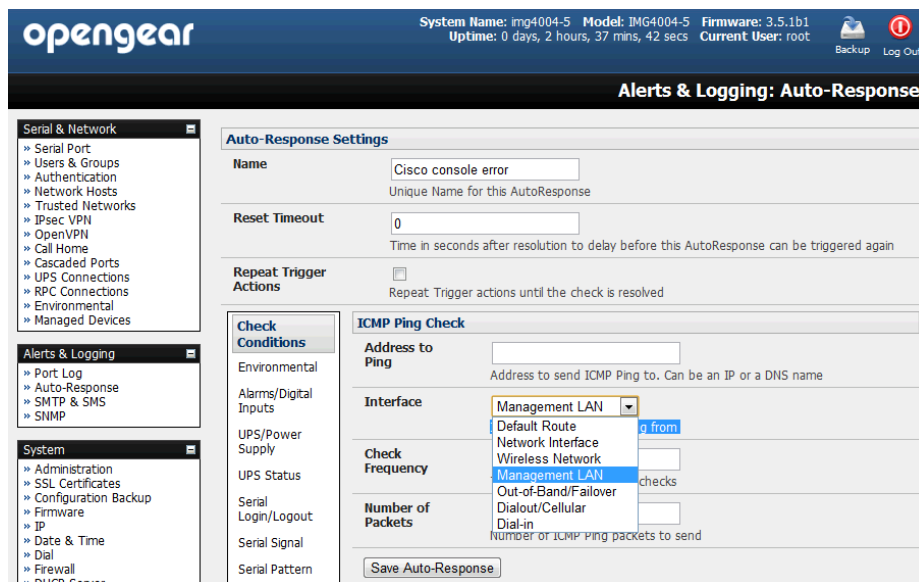 opengear
System Name: img4004-5 Model: IMG4004-5 Firmware: 3.5.1b1
Uptime: 0 days, 2 hours, 37 mins, 42 secs Current User: root
Backup
Log Out
Alerts & Logging: Auto-Response
Serial & Network
» Serial Port
» Users & Groups
» Authentication
» Network Hosts
» Trusted Networks
» IPsec VPN
» OpenVPN
» Call Home
» Cascaded Ports
» UPS Connections
» RPC Connections
» Environmental
» Managed Devices
Alerts & Logging
» Port Log
» Auto-Response
» SMTP & SMS
» SNMP
System
» Administration
» SSL Certificates
» Configuration Backup
» Firmware
» IP
» Date & Time
» Dial
» Firewall
» DHCP Server
Auto-Response Settings
Name
Cisco console error
Unique Name for this AutoResponse
Reset Timeout
0
Time in seconds after resolution to delay before this AutoResponse can be triggered again
Repeat Trigger
Actions
Repeat Trigger actions until the check is resolved
Check
Conditions
Environmental
Alarms/Digital
Inputs
UPS/Power
Supply
UPS Status
Serial
Login/Logout
Serial Signal
Serial Pattern
ICMP Ping Check
Address to
Ping
Address to send ICMP Ping to. Can be an IP or a DNS name
Interface
Management LAN
Default Route
Network Interface
Wireless Network
Management LAN
Out-of-Band/Failover
Dialout/Cellular
Dial-in
g from
Check
Frequency
checks
Number of
Packets
Number of ICMP Ping packets to send
Save Auto-Response